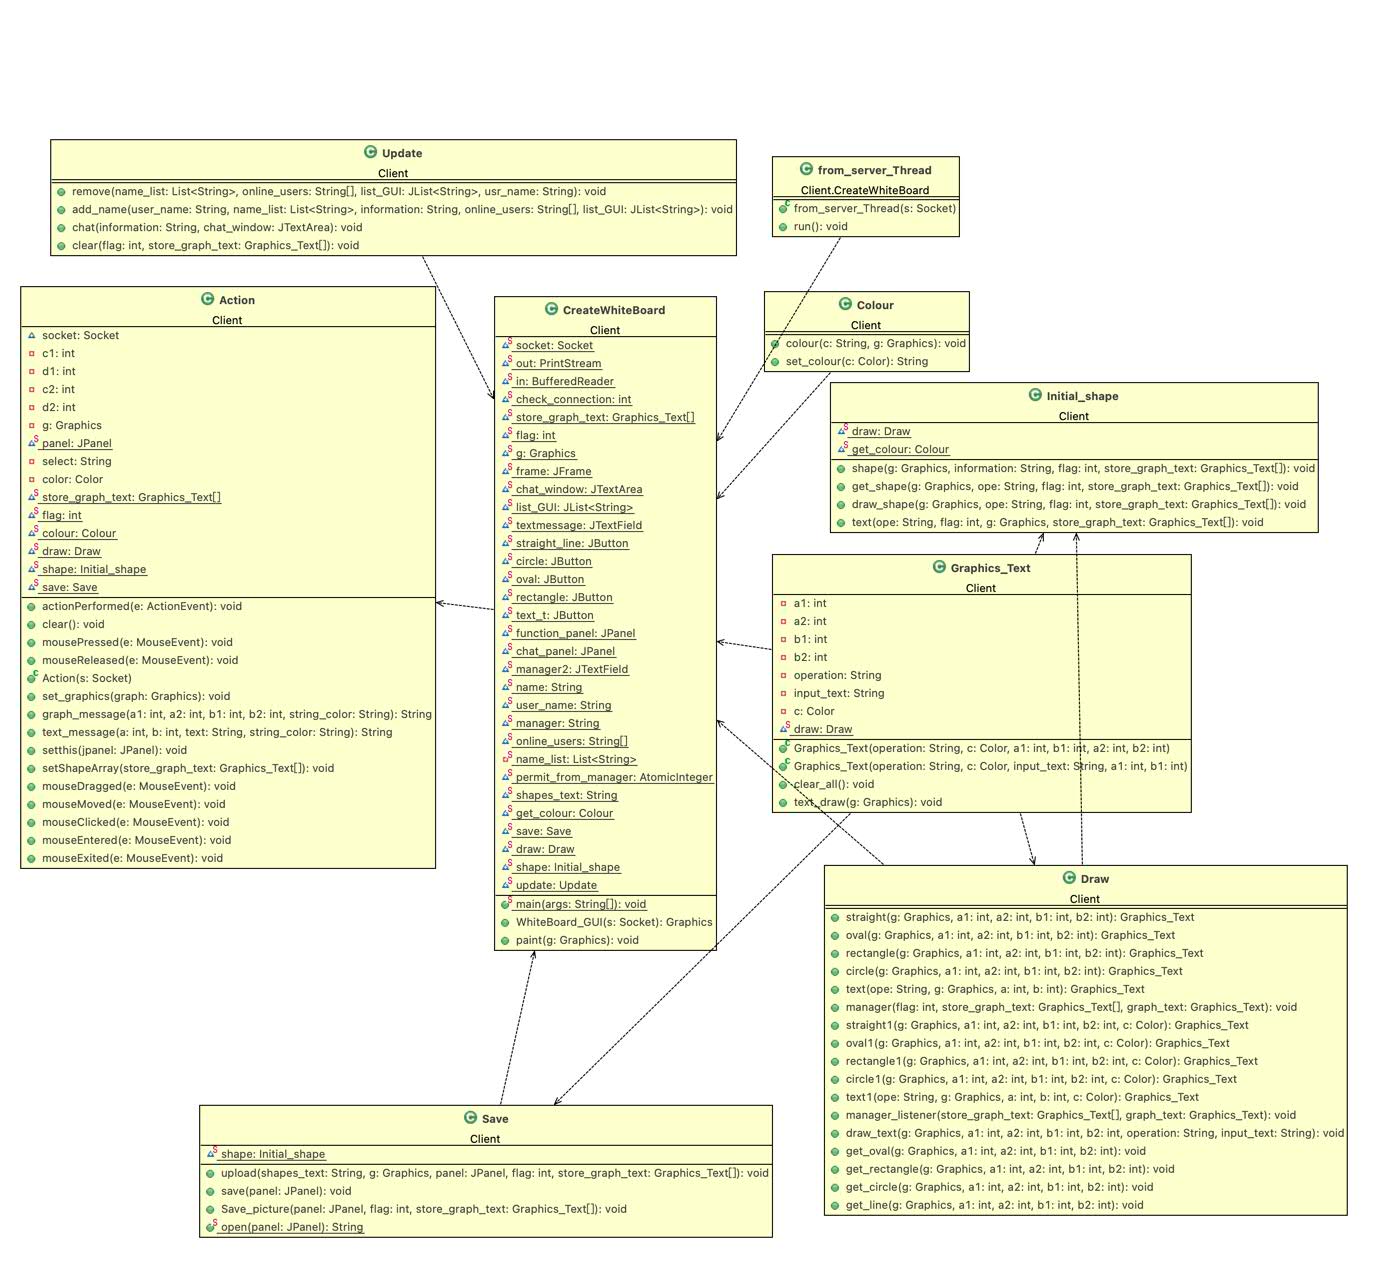 Update
Client
remove(name_list: List<String>, online_users: String[], list_GUI: JList<String>, usr_name: String): void
add_name(user_name: String, name_list: List<String>, information: String, online_users: String[], list_GUI: JList<String>): void
chat(information: String, chat_window: JTextArea): void
clear(flag: int, store_graph_text: Graphics_Text[]): void
from_server_Thread
Client.CreateWhiteBoard
from_server_Thread(s: Socket)
run(): void
Action
Client
socket: Socket
c1: int
d1: int
c2: int
d2: int
g: Graphics
panel: JPanel
select: String
color: Color
store_graph_text: Graphics_Text[]
flag: int
colour: Colour
draw: Draw
shape: Initial_shape
save: Save
actionPerformed(e: ActionEvent): void
clear(): void
mousePressed(e: MouseEvent): void
mouseReleased(e: MouseEvent): void
Action(s: Socket)
set_graphics(graph: Graphics): void
graph_message(a1: int, a2: int, b1: int, b2: int, string_color: String): String
text_message(a: int, b: int, text: String, string_color: String): String
setthis(jpanel: JPanel): void
setShapeArray(store_graph_text: Graphics_Text[]): void
mouseDragged(e: MouseEvent): void
mouseMoved(e: MouseEvent): void
mouseClicked(e: MouseEvent): void
mouseEntered(e: MouseEvent): void
mouseExited(e: MouseEvent): void
CreateWhiteBoard
Client
socket: Socket
out: PrintStream
in: BufferedReader
check_connection: int
store_graph_text: Graphics_Text[]
flag: int
g: Graphics
frame: JFrame
chat_window: JTextArea
list_GUI: JList<String>
textmessage: JTextField
straight_line: JButton
circle: JButton
oval: JButton
rectangle: JButton
text_t: JButton
function_panel: JPanel
chat_panel: JPanel
manager2: JTextField
name: String
user_name: String
manager: String
online_users: String[]
name_list: List<String>
permit_from_manager: AtomicInteger
shapes_text: String
get_colour: Colour
save: Save
draw: Draw
shape: Initial_shape
update: Update
main(args: String[]): void
WhiteBoard_GUI(s: Socket): Graphics
paint(g: Graphics): void
Colour
Client
colour(c: String, g: Graphics): void
set_colour(c: Color): String
Initial_shape
Client
draw: Draw
get_colour: Colour
shape(g: Graphics, information: String, flag: int, store_graph_text: Graphics_Text[]): void
get_shape(g: Graphics, ope: String, flag: int, store_graph_text: Graphics_Text[]): void
draw_shape(g: Graphics, ope: String, flag: int, store_graph_text: Graphics_Text[]): void
text(ope: String, flag: int, g: Graphics, store_graph_text: Graphics_Text[]): void
Graphics_Text
Client
a1: int
a2: int
b1: int
b2: int
operation: String
input_text: String
c: Color
draw: Draw
Graphics_Text(operation: String, c: Color, a1: int, b1: int, a2: int, b2: int)
Graphics_Text(operation: String, c: Color, input_text: String, a1: int, b1: int)
clear_all(): void
text_draw(g: Graphics): void
Draw
Client
straight(g: Graphics, a1: int, a2: int, b1: int, b2: int): Graphics_Text
oval(g: Graphics, a1: int, a2: int, b1: int, b2: int): Graphics_Text
rectangle(g: Graphics, a1: int, a2: int, b1: int, b2: int): Graphics_Text
circle(g: Graphics, a1: int, a2: int, b1: int, b2: int): Graphics_Text
text(ope: String, g: Graphics, a: int, b: int): Graphics_Text
manager(flag: int, store_graph_text: Graphics_Text[], graph_text: Graphics_Text): void
straight1(g: Graphics, a1: int, a2: int, b1: int, b2: int, c: Color): Graphics_Text
oval1(g: Graphics, a1: int, a2: int, b1: int, b2: int, c: Color): Graphics_Text
rectangle1(g: Graphics, a1: int, a2: int, b1: int, b2: int, c: Color): Graphics_Text
circle1(g: Graphics, a1: int, a2: int, b1: int, b2: int, c: Color): Graphics_Text
text1(ope: String, g: Graphics, a: int, b: int, c: Color): Graphics_Text
manager_listener(store_graph_text: Graphics_Text[], graph_text: Graphics_Text): void
draw_text(g: Graphics, a1: int, a2: int, b1: int, b2: int, operation: String, input_text: String): void
get_oval(g: Graphics, a1: int, a2: int, b1: int, b2: int): void
get_rectangle(g: Graphics, a1: int, a2: int, b1: int, b2: int): void
get_circle(g: Graphics, a1: int, a2: int, b1: int, b2: int): void
get_line(g: Graphics, a1: int, a2: int, b1: int, b2: int): void
Save
Client
shape: Initial_shape
upload(shapes_text: String, g: Graphics, panel: JPanel, flag: int, store_graph_text: Graphics_Text[]): void
save(panel: JPanel): void
Save_picture(panel: JPanel, flag: int, store_graph_text: Graphics_Text[]): void
open(panel: JPanel): String